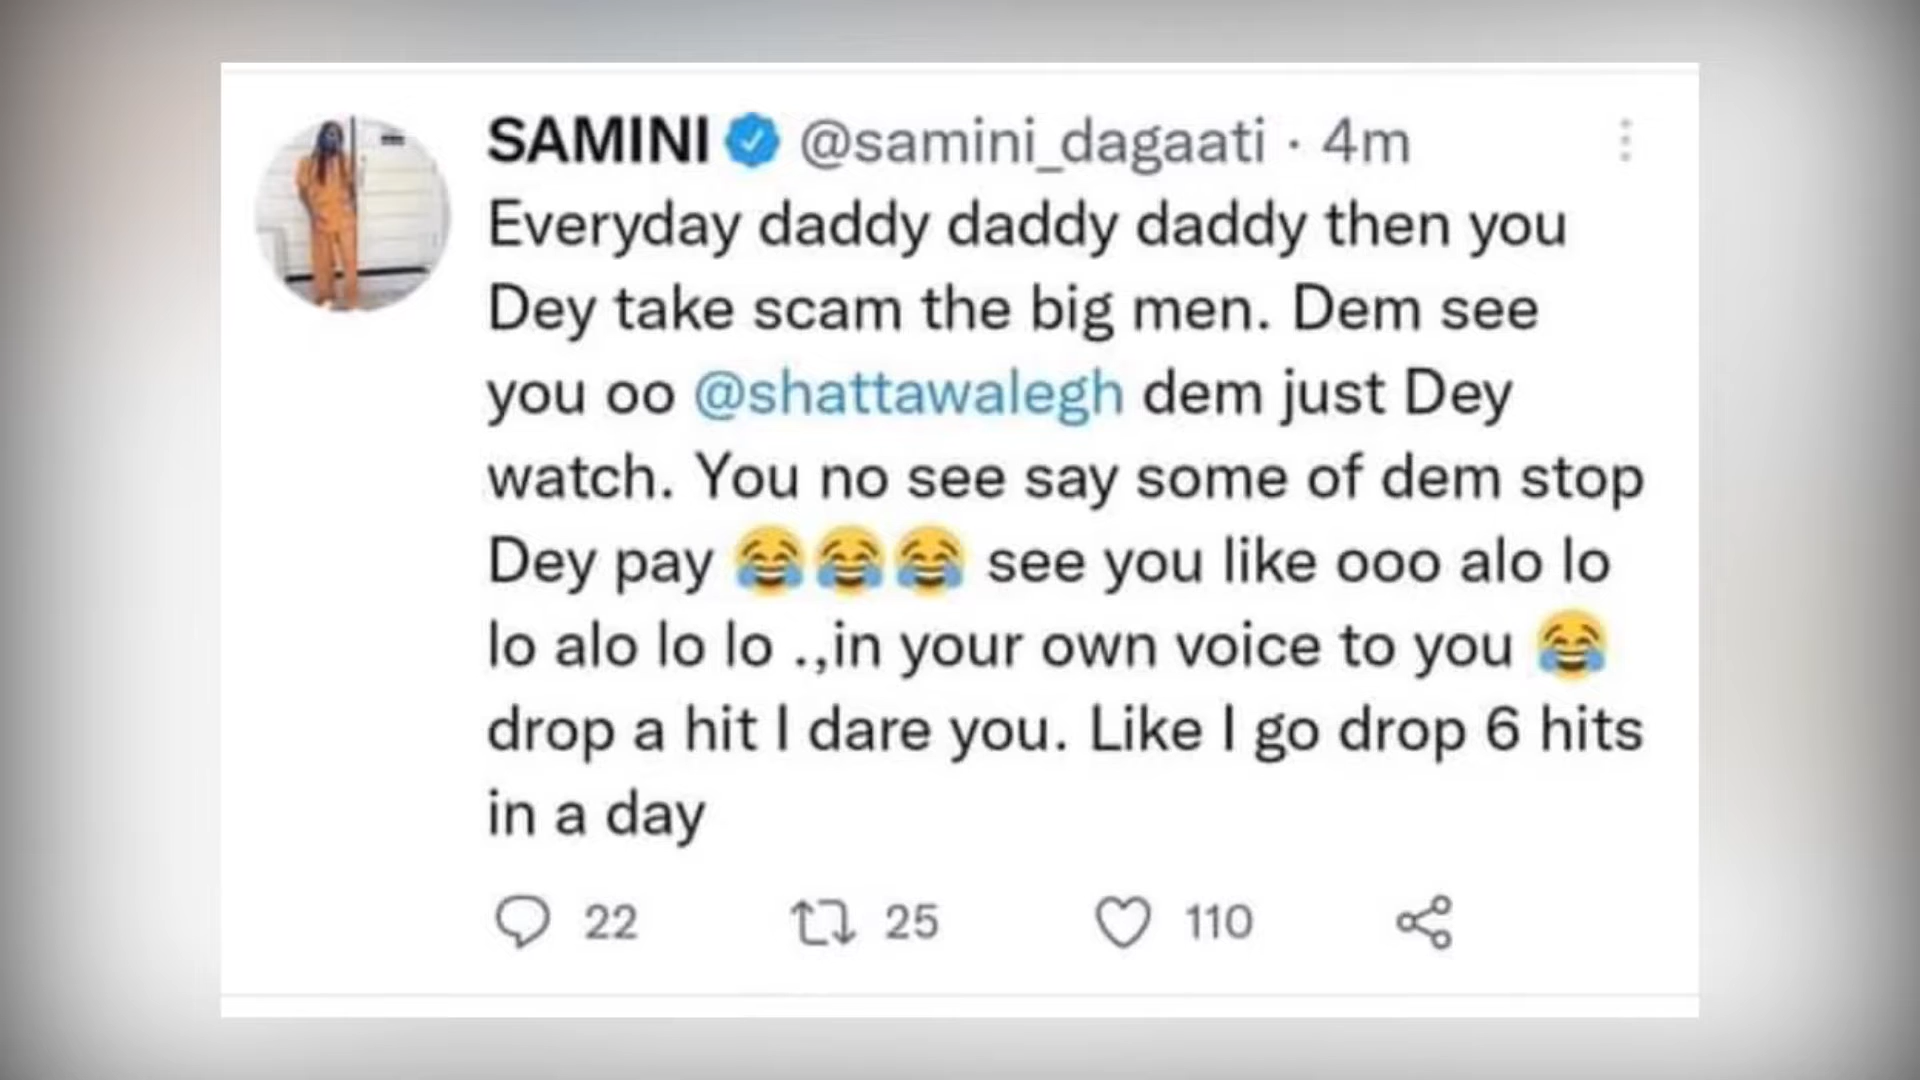 SAMINI @samini_dagaati · 4m
Everyday daddy daddy daddy then you
Dey take scam the big men. Dem see
you oo @shattawalegh dem just Dey
watch. You no see say some of dem stop
Dey pay 😂😂😂 see you like ooo alo lo
lo alo lo lo .,in your own voice to you 😂
drop a hit I dare you. Like I go drop 6 hits
in a day
22 25 110